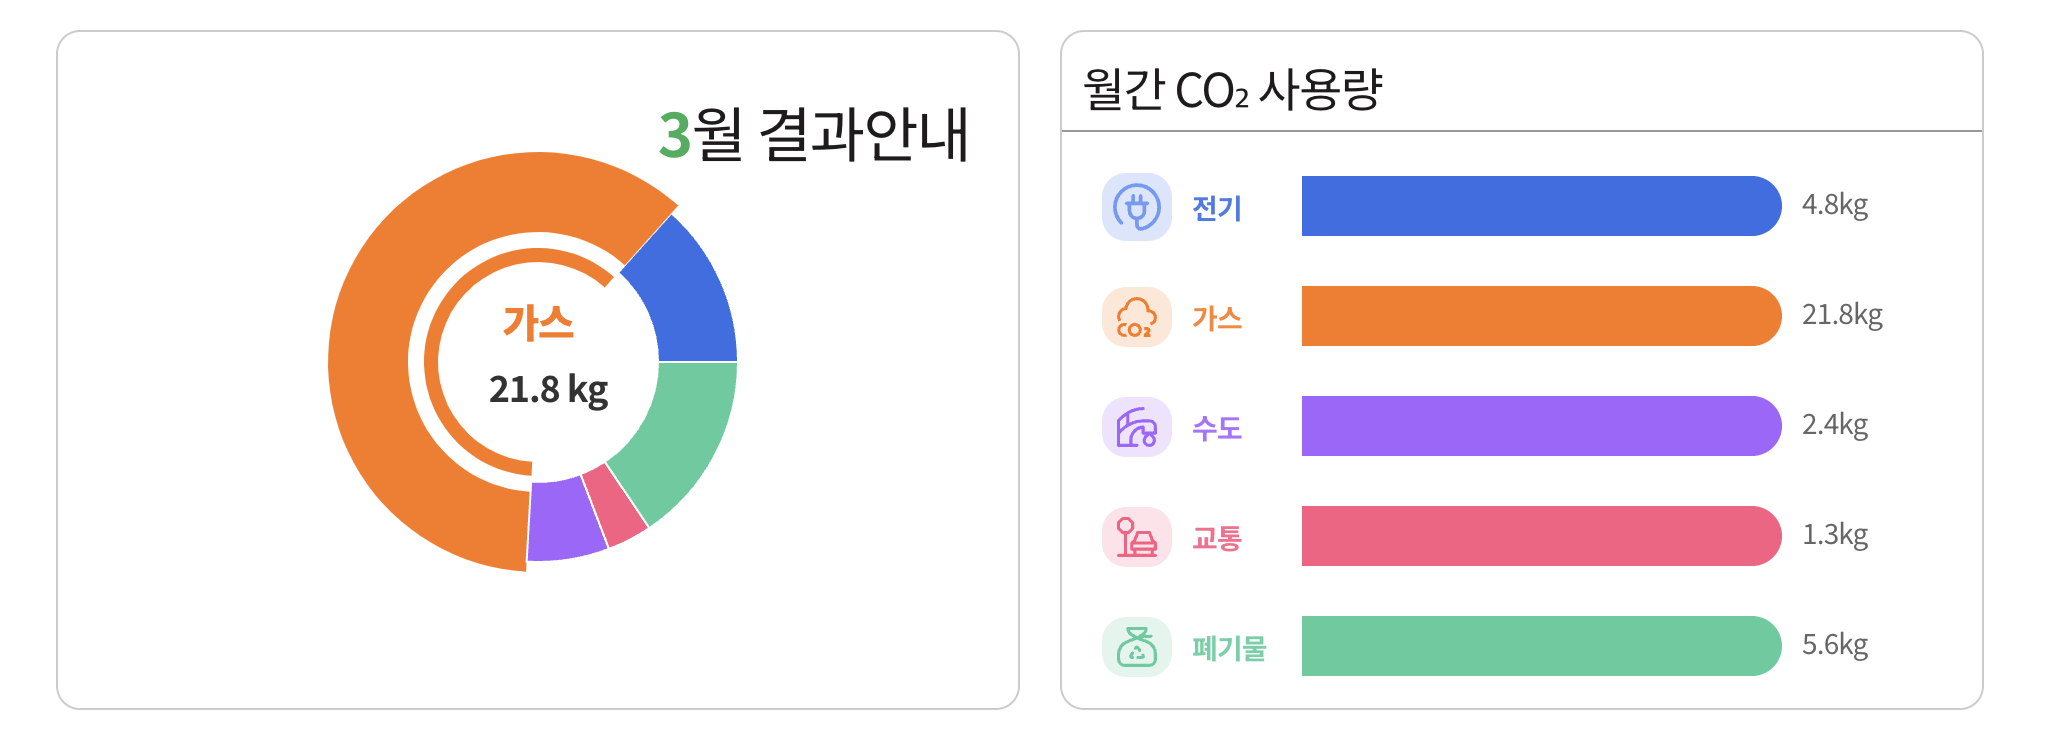 3월 결과안내
가스
21.8 kg
월간 CO₂ 사용량
전기 4.8kg
CO₂
가스 21.8kg
수도 2.4kg
교통 1.3kg
폐기물 5.6kg